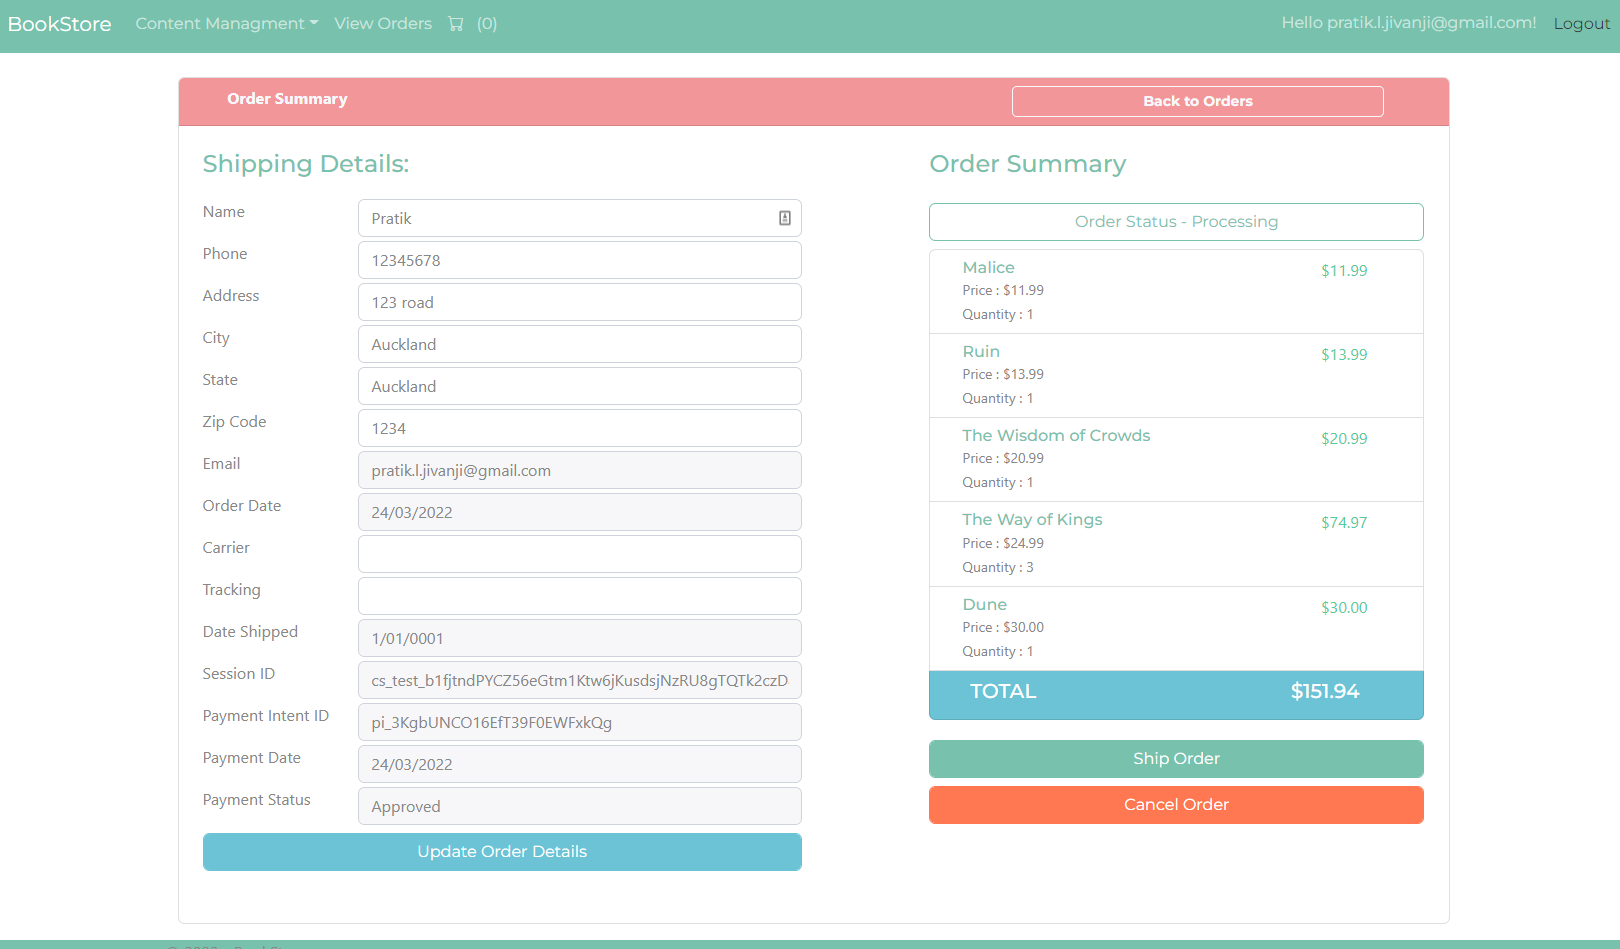 BookStore Content Managment View Orders (0) Hello pratik.l.jivanji@gmail.com! Logout
Order Summary Back to Orders
Shipping Details:
Name Pratik
Phone 12345678
Address 123 road
City Auckland
State Auckland
Zip Code 1234
Email pratik.l.jivanji@gmail.com
Order Date 24/03/2022
Carrier
Tracking
Date Shipped 1/01/0001
Session ID cs_test_b1fjtndPYCZ56eGtm1Ktw6jKusdsjNzRU8gTQTk2czD
Payment Intent ID pi_3KgbUNCO16EfT39F0EWFxkQg
Payment Date 24/03/2022
Payment Status Approved
Update Order Details
Order Summary
Order Status - Processing
Malice $11.99
Price : $11.99
Quantity : 1
Ruin $13.99
Price : $13.99
Quantity : 1
The Wisdom of Crowds $20.99
Price : $20.99
Quantity : 1
The Way of Kings $74.97
Price : $24.99
Quantity : 3
Dune $30.00
Price : $30.00
Quantity : 1
TOTAL $151.94
Ship Order
Cancel Order